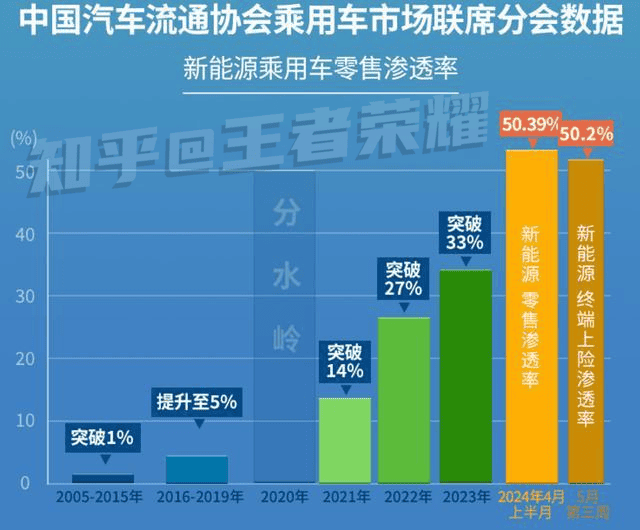 中国汽车流通协会乘用车市场联席分会数据
新能源乘用车零售渗透率
知乎@王者荣耀
(%)
50
40
30
20
10
0
突破1%
提升至5%
分水岭
突破
14%
突破
27%
突破
33%
50.39%
新能源 零售渗透率
50.2%
新能源 终端上险渗透率
2005-2015年
2016-2019年
2020年
2021年
2022年
2023年
2024年4月
上半月
5月
第三周